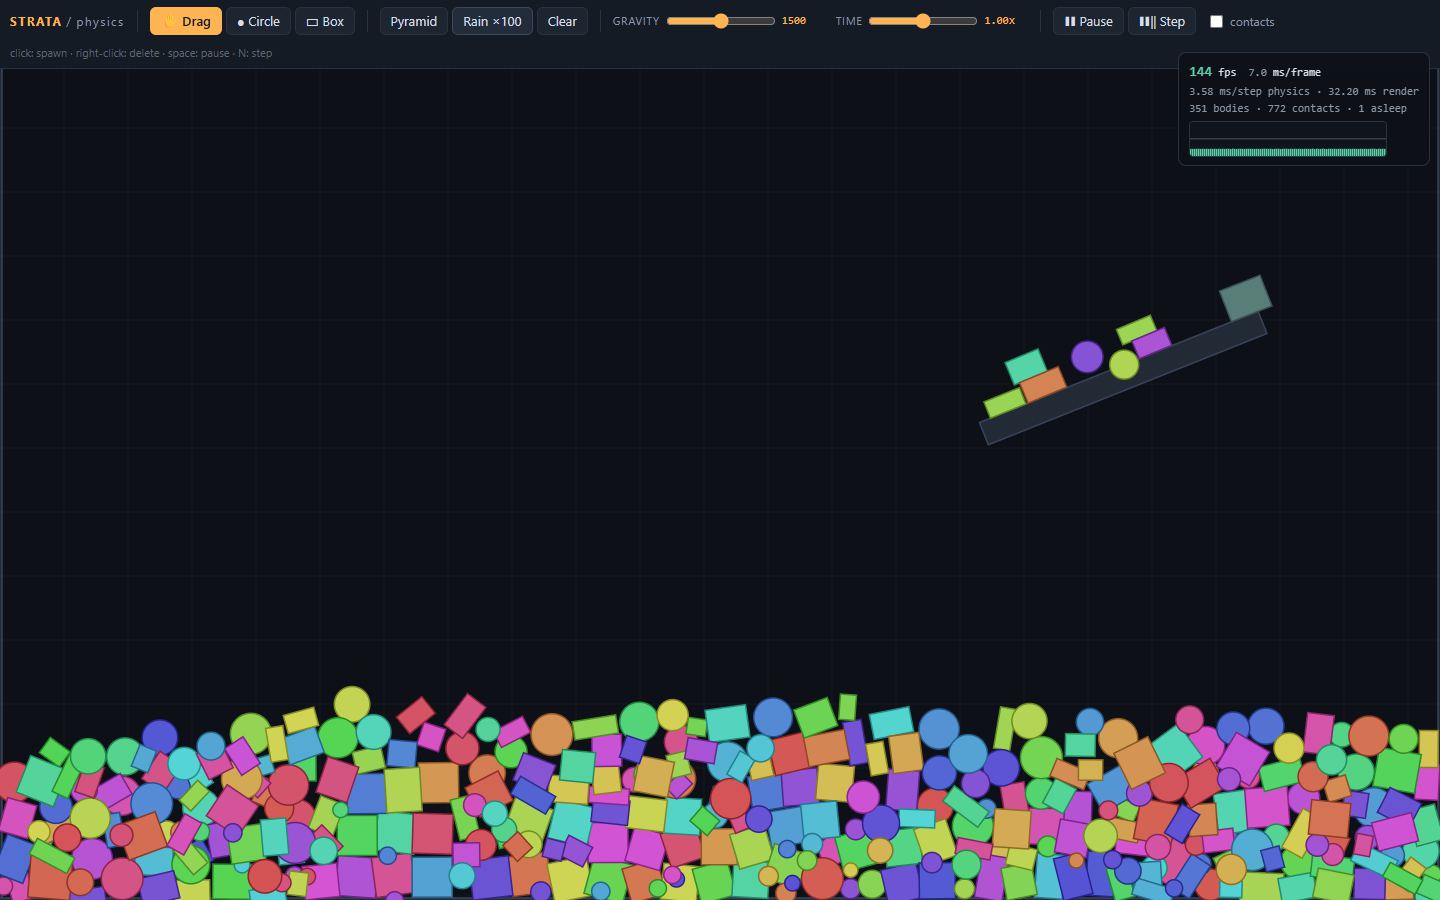 STRATA / physics
Drag
Circle
Box
Pyramid
Rain ×100
Clear
GRAVITY 1500
TIME 1.00x
Pause
Step
contacts
click: spawn · right-click: delete · space: pause · N: step
144 fps 7.0 ms/frame
3.58 ms/step physics · 32.20 ms render
351 bodies · 772 contacts · 1 asleep